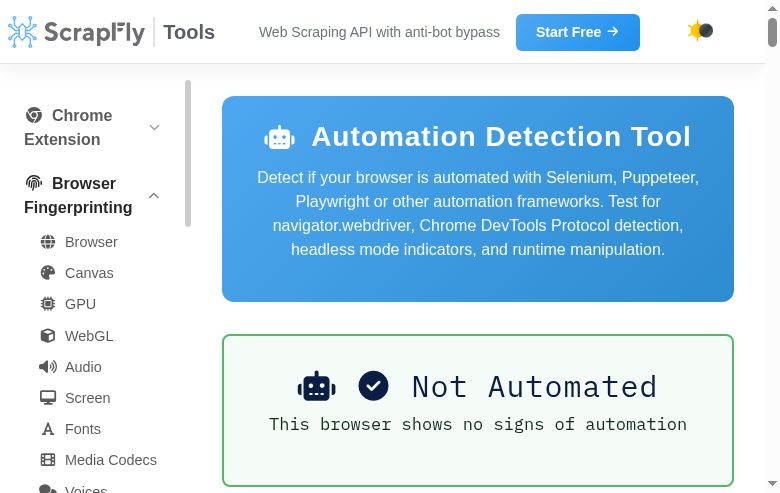 ScrapFly Tools
Web Scraping API with anti-bot bypass
Start Free →
Chrome
Extension
Browser
Fingerprinting
Browser
Canvas
GPU
WebGL
Audio
Screen
Fonts
Media Codecs
Voices
Automation Detection Tool
Detect if your browser is automated with Selenium, Puppeteer,
Playwright or other automation frameworks. Test for
navigator.webdriver, Chrome DevTools Protocol detection,
headless mode indicators, and runtime manipulation.
Not Automated
This browser shows no signs of automation